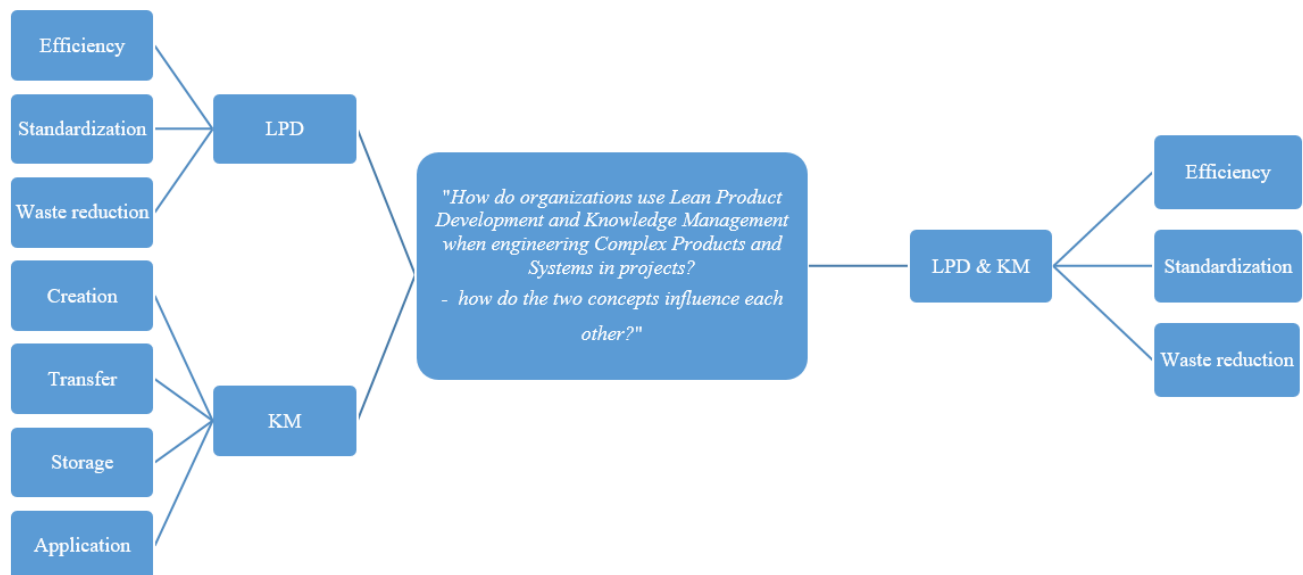 Efficiency
Standardization
Waste reduction
LPD
Creation
Transfer
Storage
Application
KM
"How do organizations use Lean Product
Development and Knowledge Management
when engineering Complex Products and
Systems in projects?
- how do the two concepts influence each
other?"
LPD & KM
Efficiency
Standardization
Waste reduction